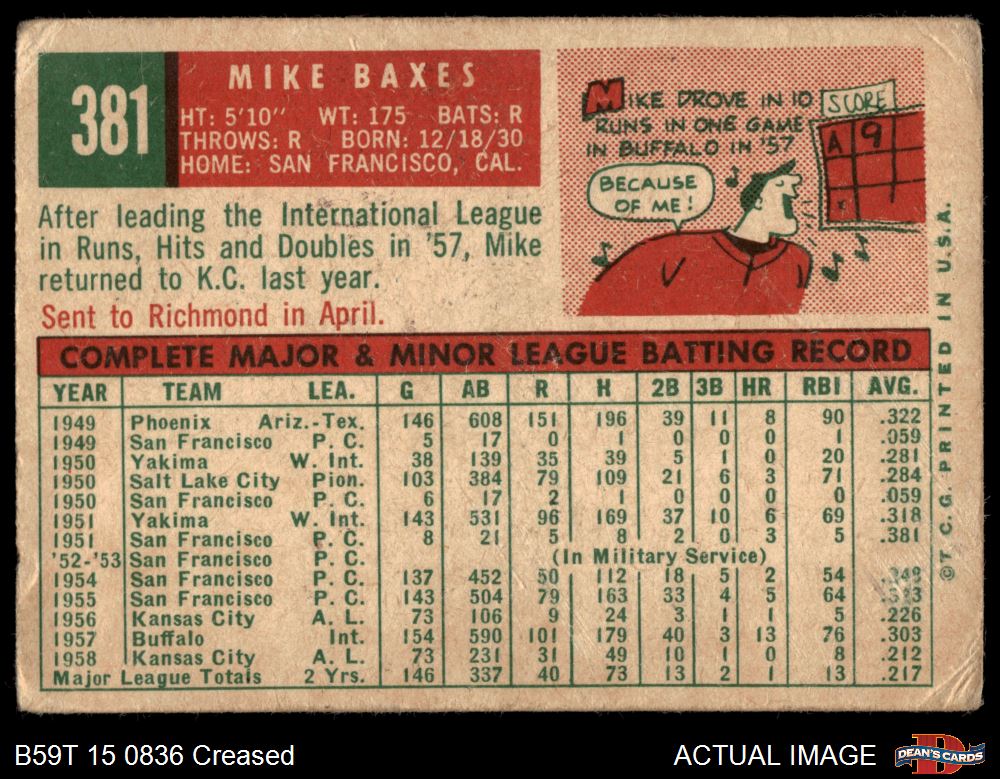 381
MIKE BAXES
HT: 5'10" WT: 175 BATS: R
THROWS: R BORN: 12/18/30
HOME: SAN FRANCISCO, CAL.
After leading the International League
in Runs, Hits and Doubles in '57, Mike
returned to K.C. last year.
Sent to Richmond in April.
MIKE DROVE IN 10
RUNS IN ONE GAME
IN BUFFALO IN '57
BECAUSE
OF ME!
SCORE
A 9
COMPLETE MAJOR & MINOR LEAGUE BATTING RECORD
YEAR TEAM LEA. G AB R H 2B 3B HR RBI AVG.
1949 Phoenix Ariz.-Tex. 146 608 151 196 39 11 8 90 .322
1949 San Francisco P. C. 5 17 0 1 0 0 0 1 .059
1950 Yakima W. Int. 38 139 35 39 5 1 0 20 .281
1950 Salt Lake City Pion. 103 384 79 109 21 6 3 71 .284
1950 San Francisco P. C. 6 17 2 1 0 0 0 0 .059
1951 Yakima W. Int. 143 531 96 169 37 10 6 69 .318
1951 San Francisco P. C. 8 21 5 8 2 0 3 5 .381
'52-'53 San Francisco P. C. (In Military Service)
1954 San Francisco P. C. 137 452 50 112 18 5 2 54
1955 San Francisco P. C. 143 504 79 163 33 4 5 64
1956 Kansas City A. L. 73 106 9 24 3 1 1 5 .226
1957 Buffalo Int. 154 590 101 179 40 3 13 76 .303
1958 Kansas City A. L. 73 231 31 49 10 1 0 8 .212
Major League Totals 2 Yrs. 146 337 40 73 13 2 1 13 .217
©T. C. G. PRINTED IN U.S.A.
B59T 15 0836 Creased
ACTUAL IMAGE
DEAN'S CARDS